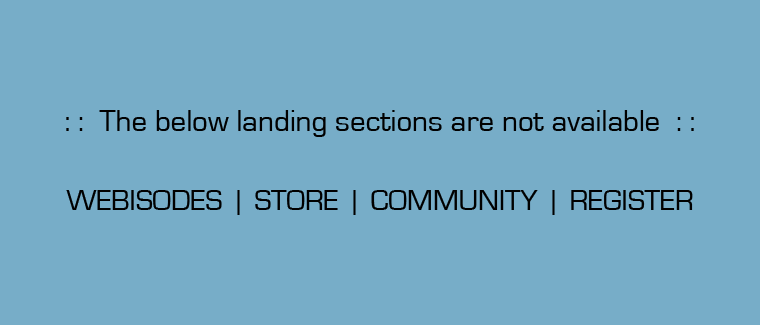 : :  The below landing sections are not available  : :
WEBISODES | STORE | COMMUNITY | REGISTER